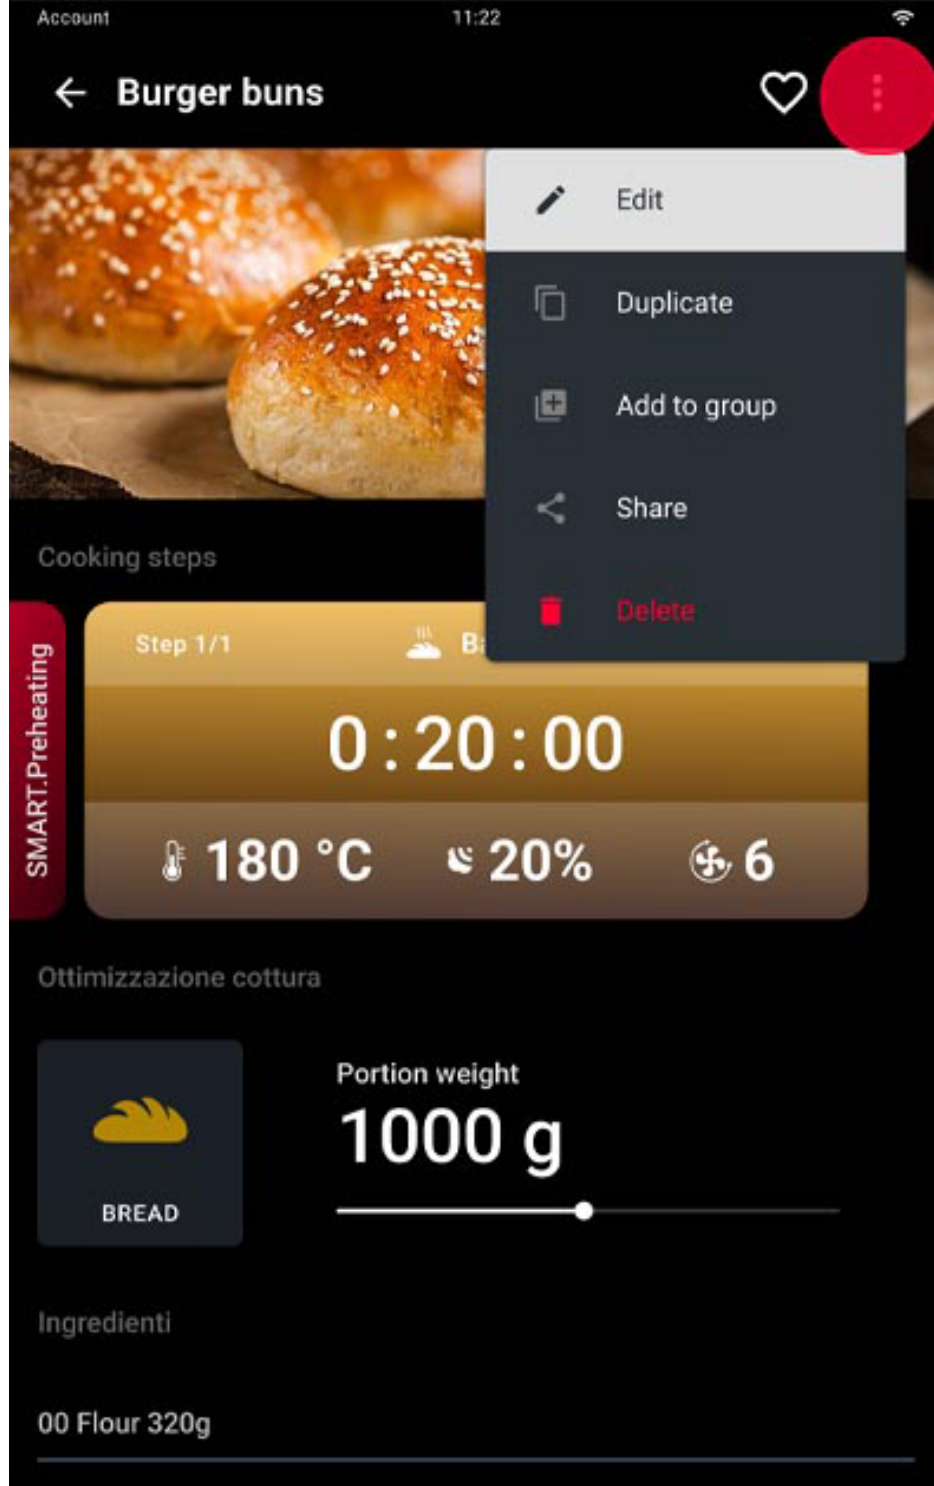 Account 11:22
Burger buns
Edit
Duplicate
Add to group
Share
Delete
Cooking steps
SMART.Preheating
Step 1/1
0:20:00
180 °C 20% 6
Ottimizzazione cottura
BREAD
Portion weight
1000 g
Ingredienti
00 Flour 320g